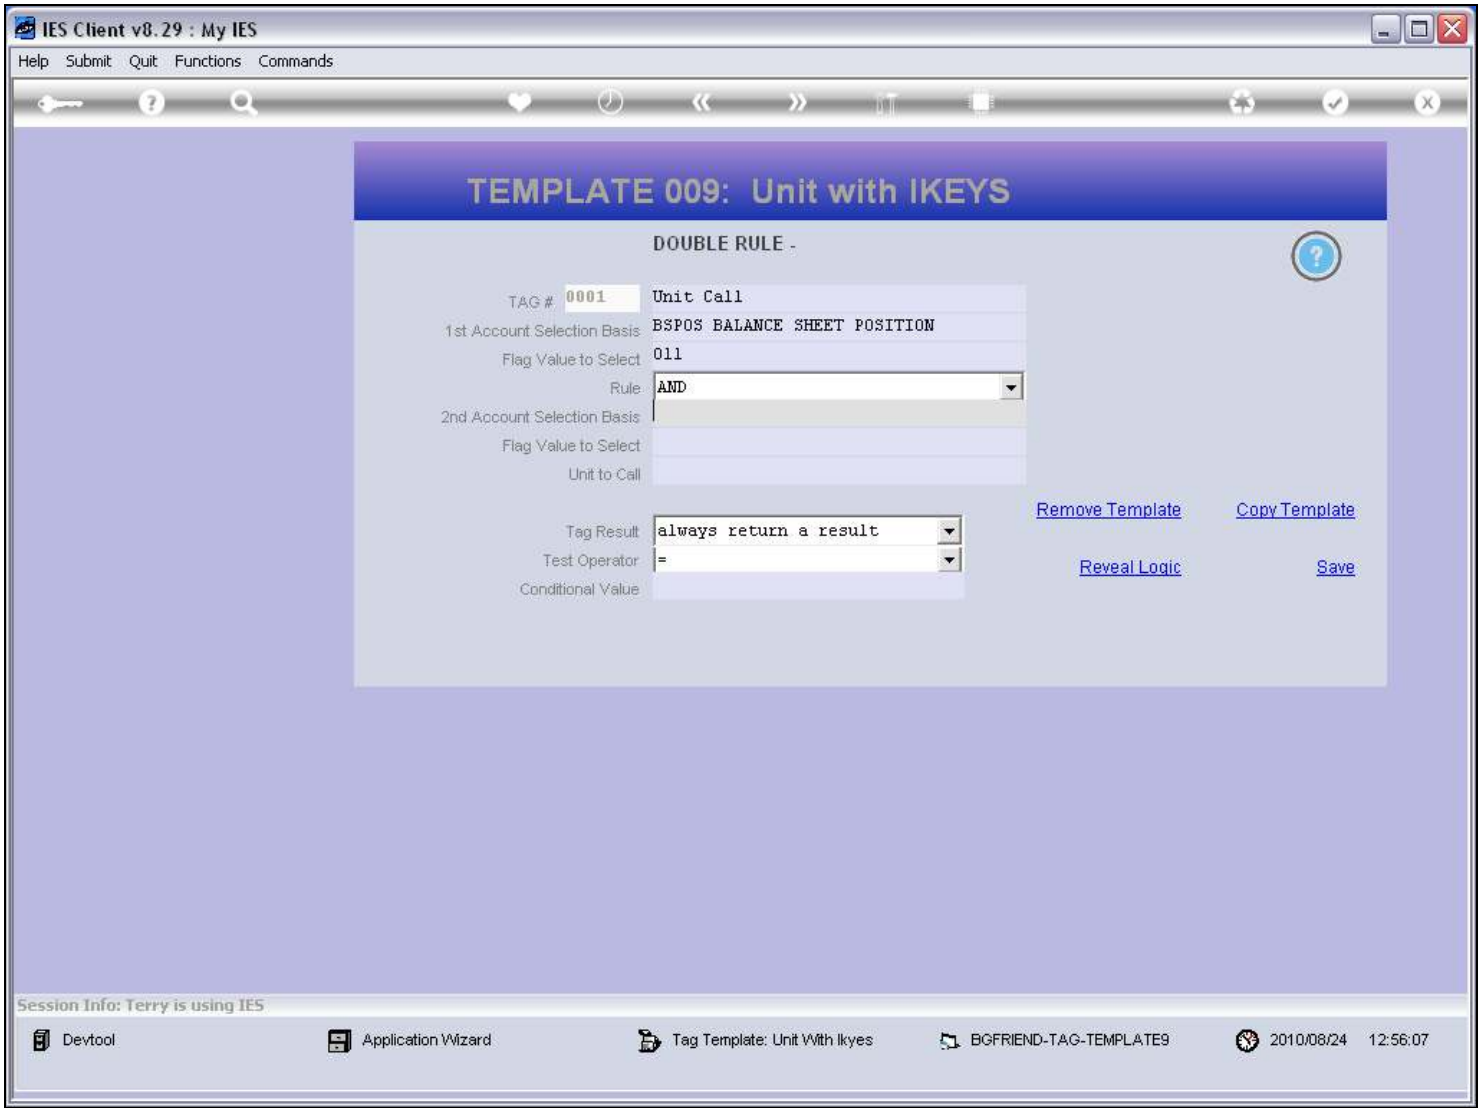 IES Client v8.29 : My IES
Help Submit Quit Functions Commands
TEMPLATE 009: Unit with IKEYS
DOUBLE RULE -
TAG # 0001 Unit Call
1st Account Selection Basis BSPOS BALANCE SHEET POSITION
Flag Value to Select 011
Rule AND
2nd Account Selection Basis
Flag Value to Select
Unit to Call
Remove Template Copy Template
Tag Result always return a result
Test Operator =
Reveal Logic Save
Conditional Value
Session Info: Terry is using IES
Devtool Application Wizard Tag Template: Unit With Ikyes BGFRIEND-TAG-TEMPLATE9 2010/08/24 12:56:07